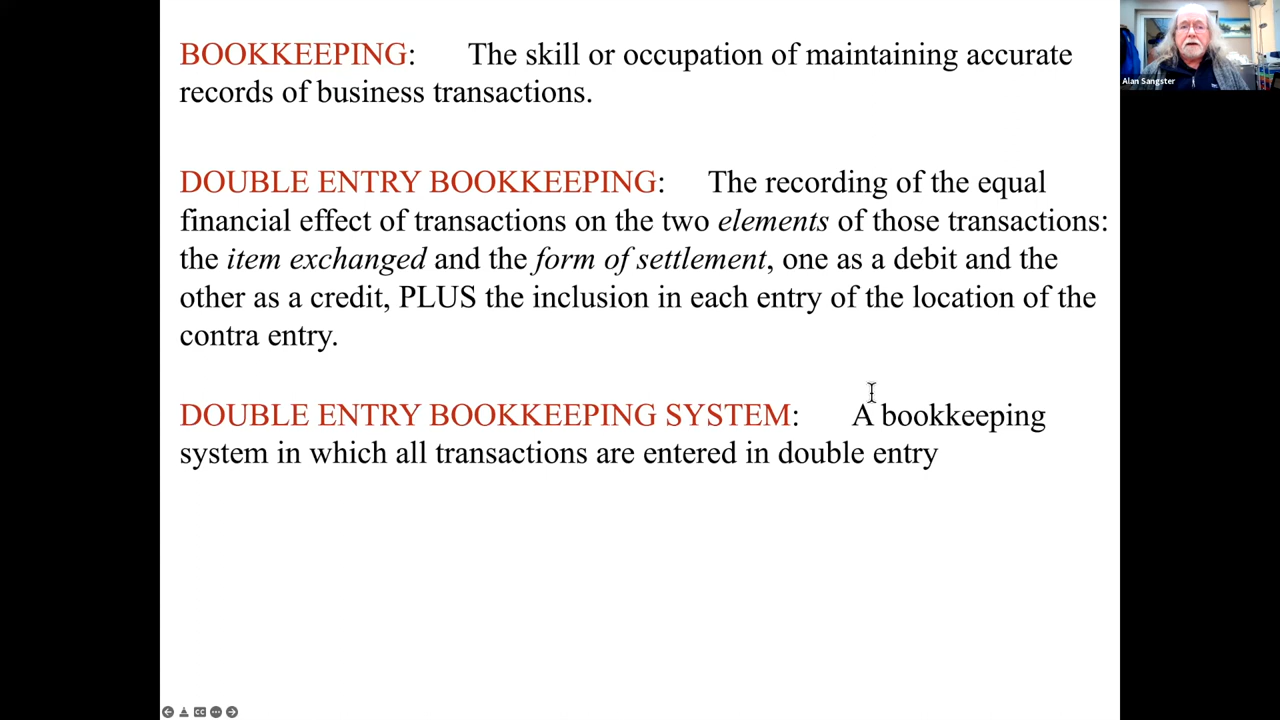 BOOKKEEPING: The skill or occupation of maintaining accurate
records of business transactions.
DOUBLE ENTRY BOOKKEEPING: The recording of the equal
financial effect of transactions on the two elements of those transactions:
the item exchanged and the form of settlement, one as a debit and the
other as a credit, PLUS the inclusion in each entry of the location of the
contra entry.
DOUBLE ENTRY BOOKKEEPING SYSTEM: A bookkeeping
system in which all transactions are entered in double entry
Alan Sangster
CC